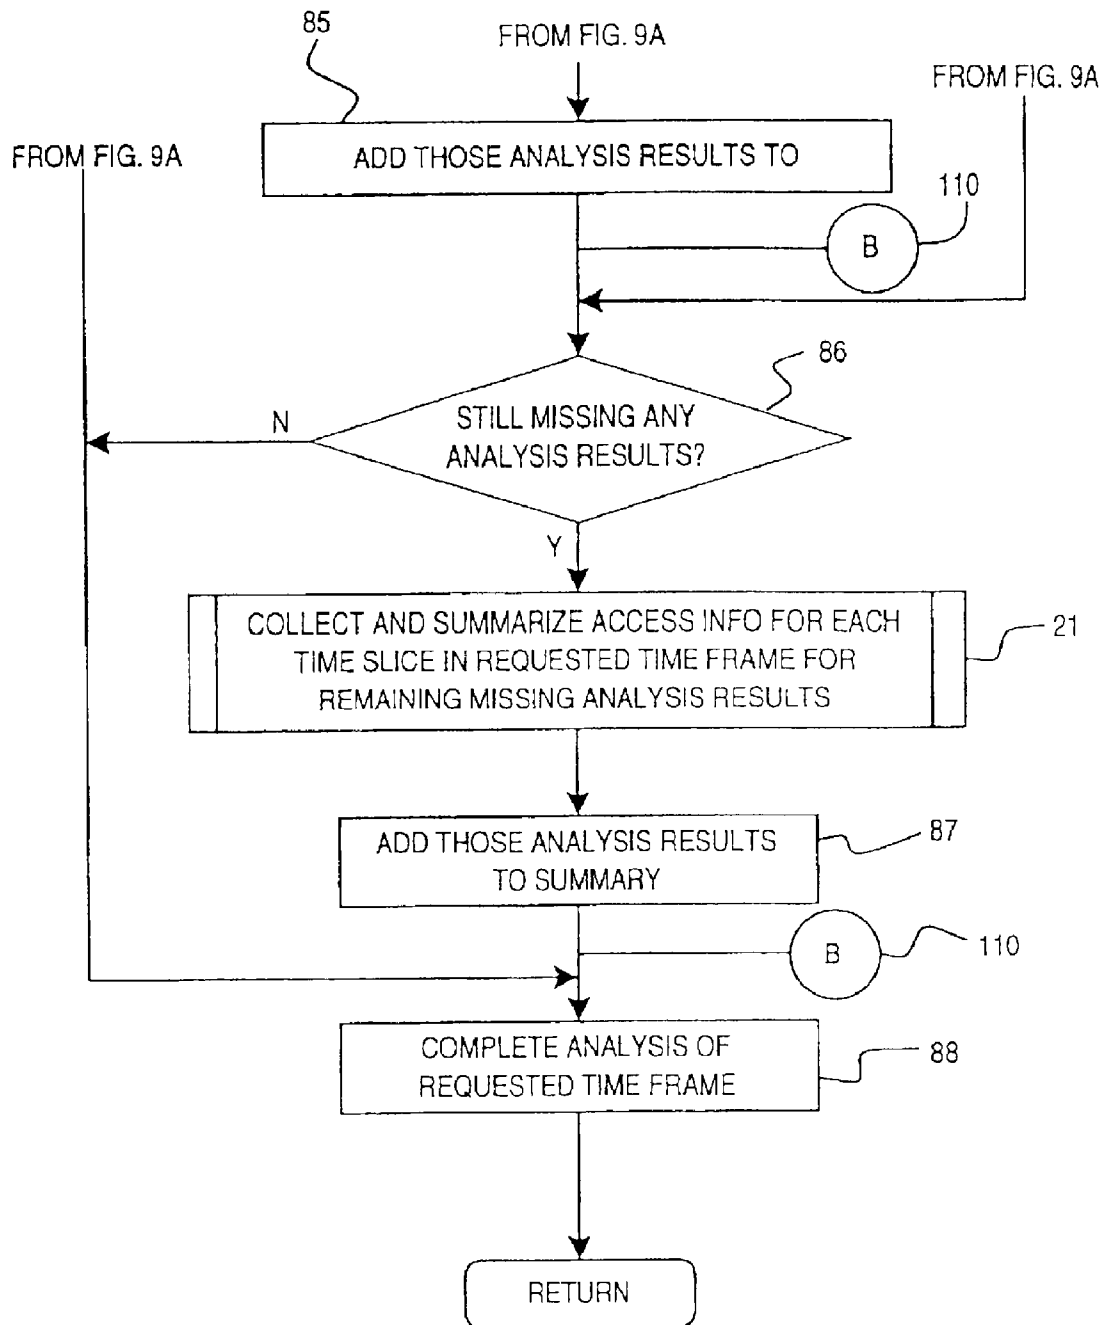 85
FROM FIG. 9A
FROM FIG. 9A
FROM FIG. 9A
ADD THOSE ANALYSIS RESULTS TO
110
B
86
STILL MISSING ANY
ANALYSIS RESULTS?
N
Y
COLLECT AND SUMMARIZE ACCESS INFO FOR EACH
TIME SLICE IN REQUESTED TIME FRAME FOR
REMAINING MISSING ANALYSIS RESULTS
21
ADD THOSE ANALYSIS RESULTS
TO SUMMARY
87
B
110
COMPLETE ANALYSIS OF
REQUESTED TIME FRAME
88
RETURN